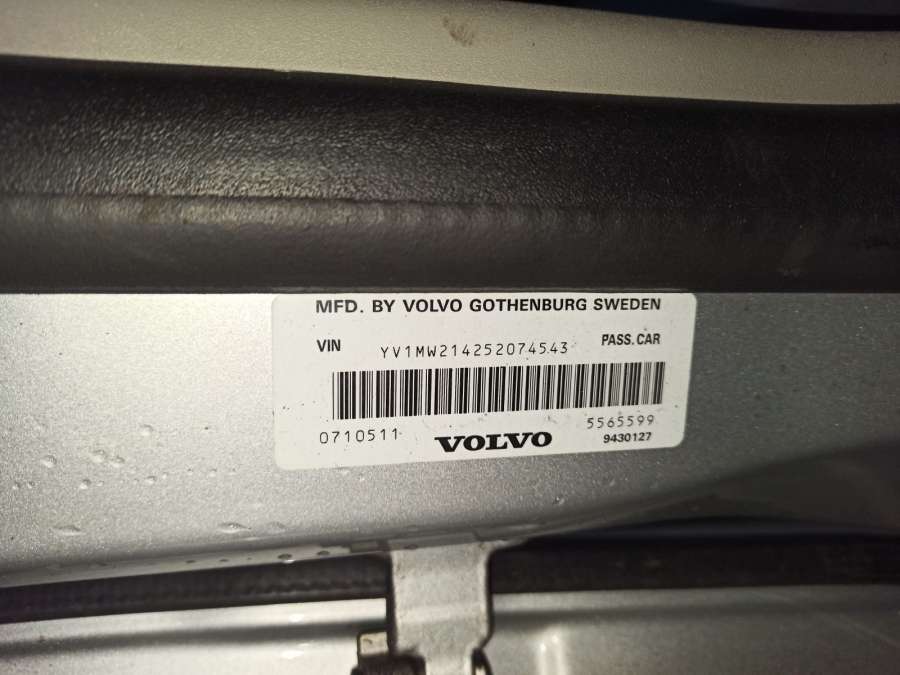 MFD. BY VOLVO GOTHENBURG SWEDEN
VIN YV1MW214252074543 PASS. CAR
0710511 VOLVO 5565599
9430127